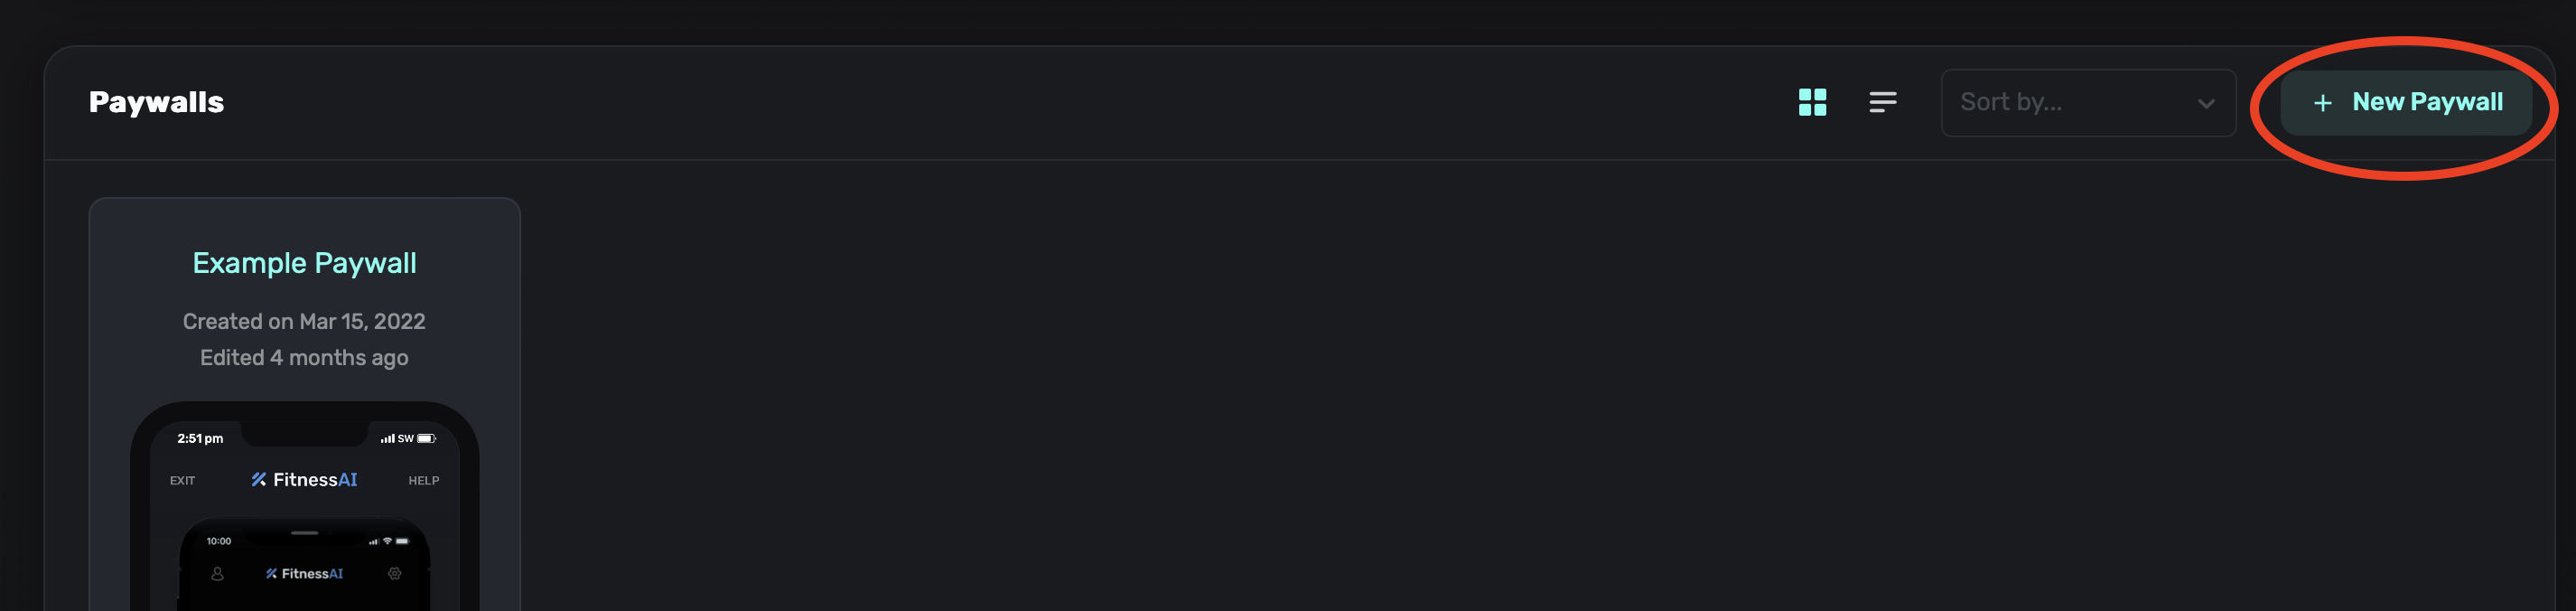 Paywalls
Sort by...
+ New Paywall
Example Paywall
Created on Mar 15, 2022
Edited 4 months ago
2:51 pm
SW
EXIT
FitnessAI
HELP
10:00
FitnessAI